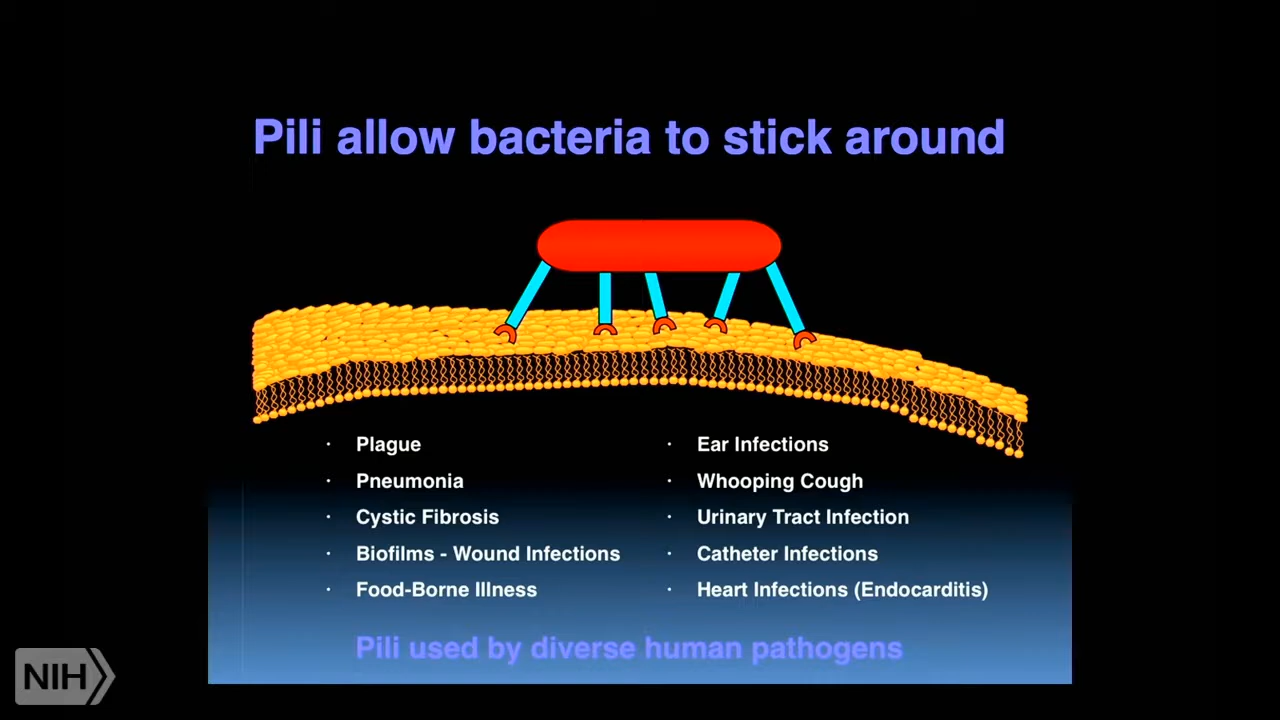 Pili allow bacteria to stick around
· Plague
· Pneumonia
· Cystic Fibrosis
· Biofilms - Wound Infections
· Food-Borne Illness
· Ear Infections
· Whooping Cough
· Urinary Tract Infection
· Catheter Infections
· Heart Infections (Endocarditis)
Pili used by diverse human pathogens
NIH